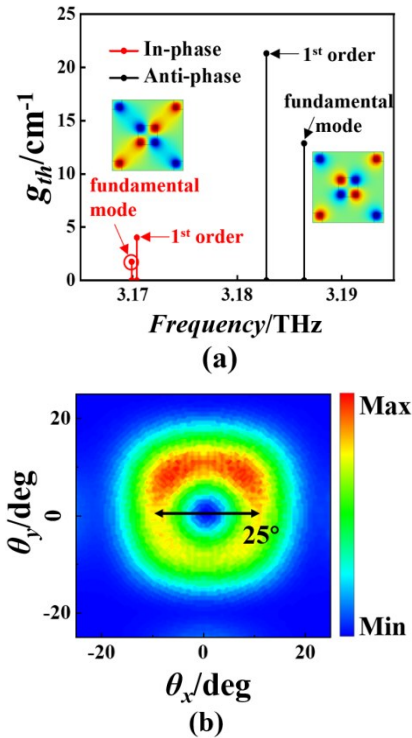 25
20
15
10
5
0
g_th/cm⁻¹
In-phase
Anti-phase
1ˢᵗ order
fundamental
mode
fundamental
mode
1ˢᵗ order
3.17 3.18 3.19
Frequency/THz
(a)
20
0
-20
θ_y/deg
25°
Max
Min
-20 0 20
θ_x/deg
(b)